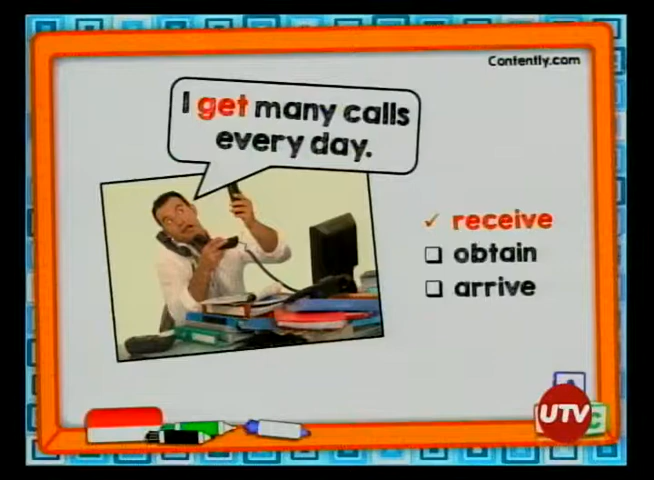 Contently.com
I get many calls
every day.
✓ receive
obtain
arrive
UTV